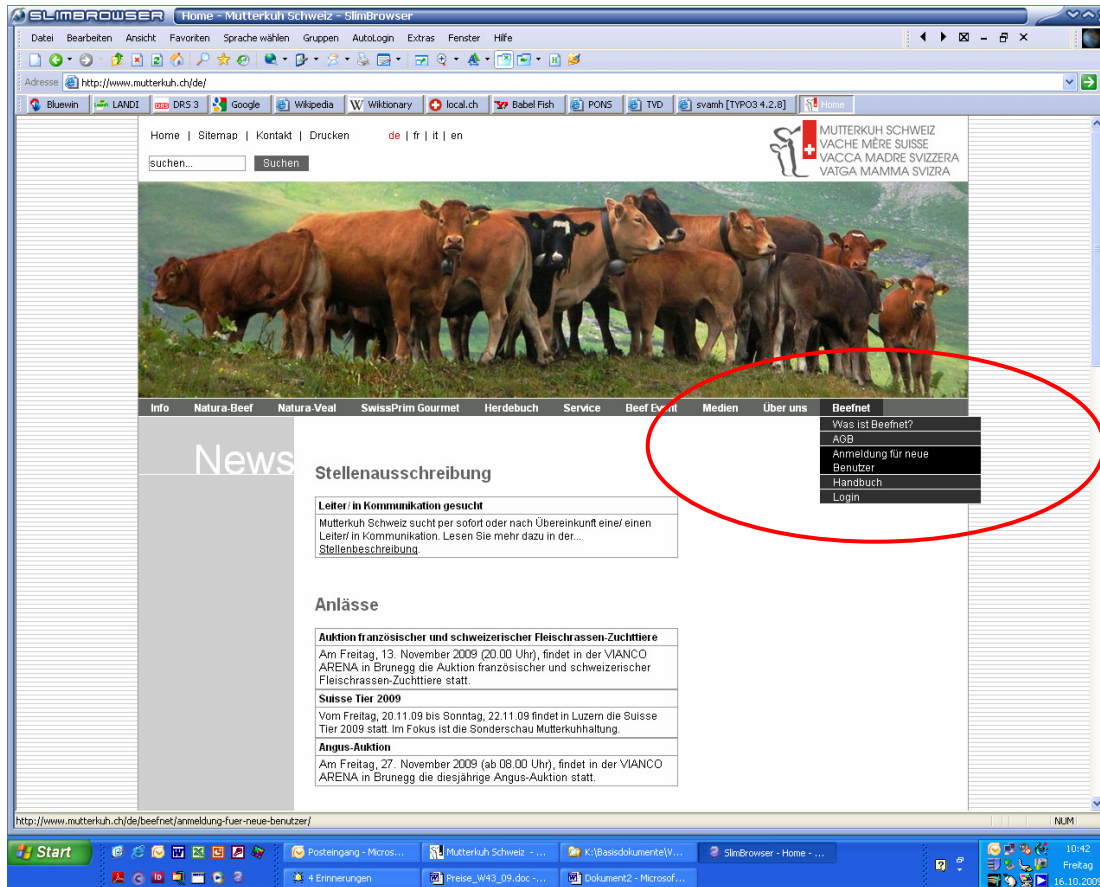 SLIMBROWSER Home - Mutterkuh Schweiz - SlimBrowser
Datei Bearbeiten Ansicht Favoriten Sprache wählen Gruppen AutoLogin Extras Fenster Hilfe
Adresse http://www.mutterkuh.ch/de/
Bluewin LANDI DRS 3 Google Wikipedia Wiktionary local.ch Babel Fish PONS TVD svamh [TYPO3 4.2.8] Home
Home | Sitemap | Kontakt | Drucken de | fr | it | en
suchen... Suchen
MUTTERKUH SCHWEIZ
VACHE MÈRE SUISSE
VACCA MADRE SVIZZERA
VATGA MAMMA SVIZRA
Info Natura-Beef Natura-Veal SwissPrim Gourmet Herdebuch Service Beef Event Medien Über uns Beefnet
Was ist Beefnet?
AGB
Anmeldung für neue
Benutzer
Handbuch
Login
News
Stellenausschreibung
Leiter/ in Kommunikation gesucht
Mutterkuh Schweiz sucht per sofort oder nach Übereinkunft eine/ einen
Leiter/ in Kommunikation. Lesen Sie mehr dazu in der...
Stellenbeschreibung.
Anlässe
Auktion französischer und schweizerischer Fleischrassen-Zuchttiere
Am Freitag, 13. November 2009 (20.00 Uhr), findet in der VIANCO
ARENA in Brunegg die Auktion französischer und schweizerischer
Fleischrassen-Zuchttiere statt.
Suisse Tier 2009
Vom Freitag, 20.11.09 bis Sonntag, 22.11.09 findet in Luzern die Suisse
Tier 2009 statt. Im Fokus ist die Sonderschau Mutterkuhhaltung.
Angus-Auktion
Am Freitag, 27. November 2009 (ab 08.00 Uhr), findet in der VIANCO
ARENA in Brunegg die diesjährige Angus-Auktion statt.
http://www.mutterkuh.ch/de/beefnet/anmeldung-fuer-neue-benutzer/ NUM
Start Posteingang - Micros... Mutterkuh Schweiz - ... K:\Basisdokumente\V... SlimBrowser - Home - ... 10:42
Freitag
4 Erinnerungen Preise_W43_09.doc -... Dokument2 - Microsof... 16.10.2009